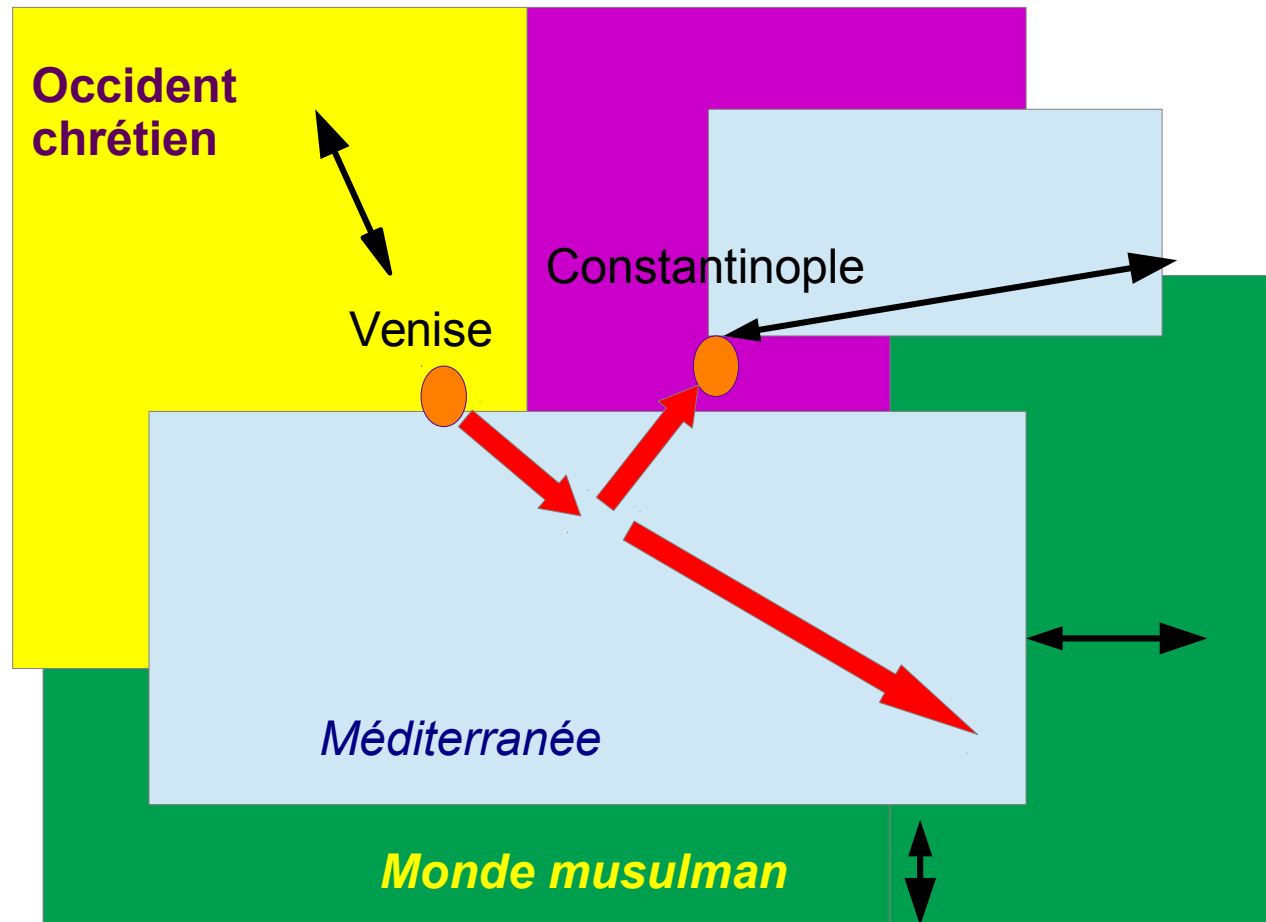 Occident
chrétien
Constantinople
Venise
Méditerranée
Monde musulman